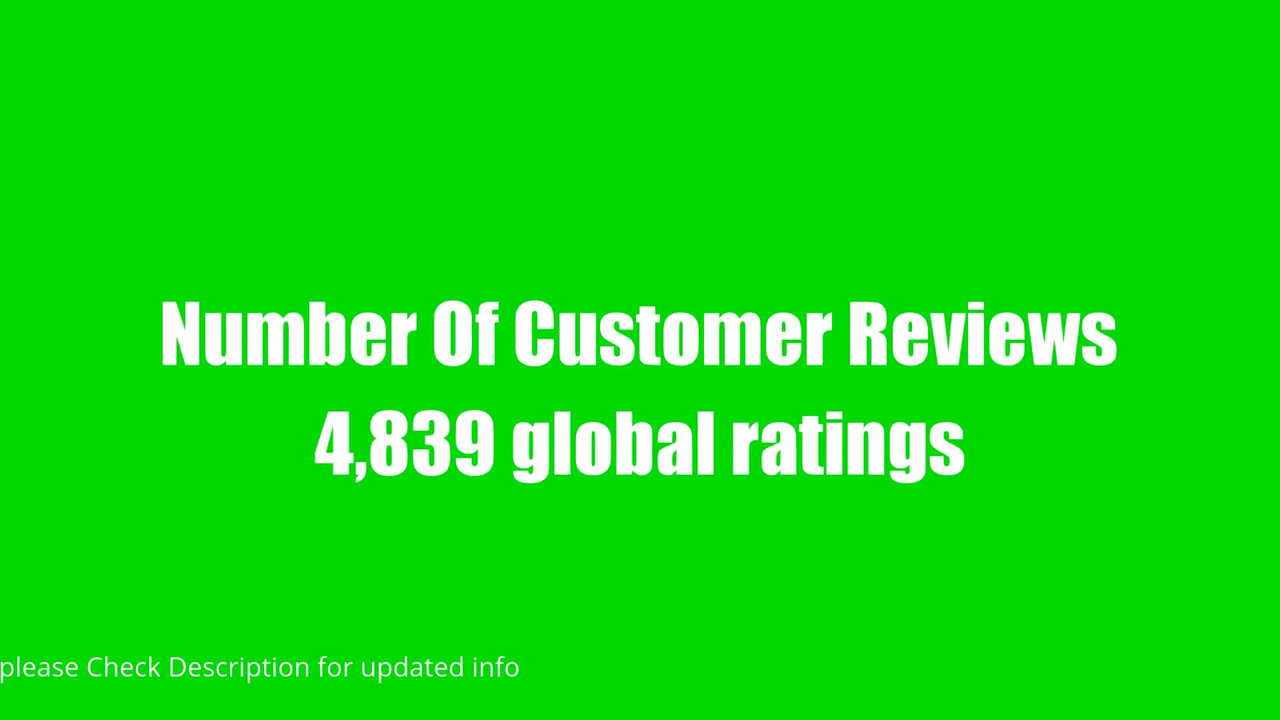 Number Of Customer Reviews
4,839 global ratings
please Check Description for updated info